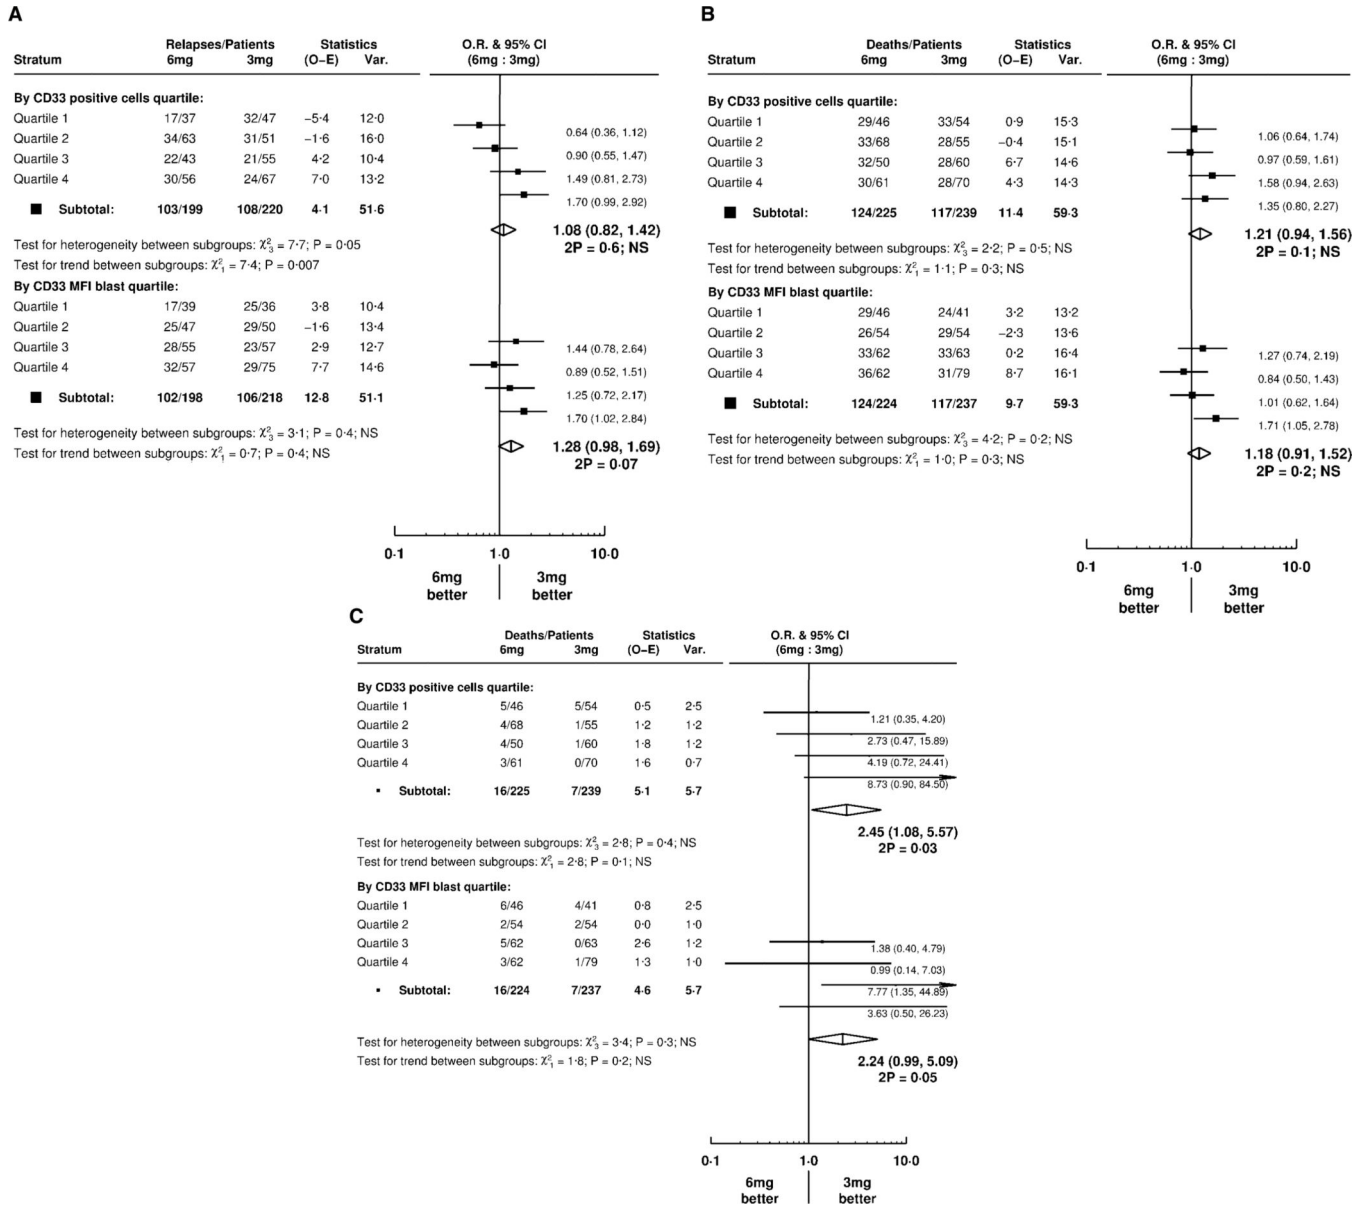 A
Relapses/Patients Statistics O.R. & 95% CI
Stratum 6mg 3mg (O−E) Var. (6mg : 3mg)
By CD33 positive cells quartile:
Quartile 1 17/37 32/47 −5·4 12·0
0.64 (0.36, 1.12)
Quartile 2 34/63 31/51 −1·6 16·0
0.90 (0.55, 1.47)
Quartile 3 22/43 21/55 4·2 10·4
1.49 (0.81, 2.73)
Quartile 4 30/56 24/67 7·0 13·2
1.70 (0.99, 2.92)
Subtotal: 103/199 108/220 4·1 51·6
1.08 (0.82, 1.42)
2P = 0·6; NS
Test for heterogeneity between subgroups: χ²₃ = 7·7; P = 0·05
Test for trend between subgroups: χ²₁ = 7·4; P = 0·007
By CD33 MFI blast quartile:
Quartile 1 17/39 25/36 3·8 10·4
Quartile 2 25/47 29/50 −1·6 13·4
Quartile 3 28/55 23/57 2·9 12·7
1.44 (0.78, 2.64)
Quartile 4 32/57 29/75 7·7 14·6
0.89 (0.52, 1.51)
Subtotal: 102/198 106/218 12·8 51·1
1.25 (0.72, 2.17)
1.70 (1.02, 2.84)
Test for heterogeneity between subgroups: χ²₃ = 3·1; P = 0·4; NS
Test for trend between subgroups: χ²₁ = 0·7; P = 0·4; NS
1.28 (0.98, 1.69)
2P = 0·07
0·1 1·0 10·0
6mg 3mg
better better
B
Deaths/Patients Statistics O.R. & 95% CI
Stratum 6mg 3mg (O−E) Var. (6mg : 3mg)
By CD33 positive cells quartile:
Quartile 1 29/46 33/54 0·9 15·3
1.06 (0.64, 1.74)
Quartile 2 33/68 28/55 −0·4 15·1
0.97 (0.59, 1.61)
Quartile 3 32/50 28/60 6·7 14·6
1.58 (0.94, 2.63)
Quartile 4 30/61 28/70 4·3 14·3
1.35 (0.80, 2.27)
Subtotal: 124/225 117/239 11·4 59·3
1.21 (0.94, 1.56)
2P = 0·1; NS
Test for heterogeneity between subgroups: χ²₃ = 2·2; P = 0·5; NS
Test for trend between subgroups: χ²₁ = 1·1; P = 0·3; NS
By CD33 MFI blast quartile:
Quartile 1 29/46 24/41 3·2 13·2
Quartile 2 26/54 29/54 −2·3 13·6
Quartile 3 33/62 33/63 0·2 16·4
1.27 (0.74, 2.19)
Quartile 4 36/62 31/79 8·7 16·1
0.84 (0.50, 1.43)
Subtotal: 124/224 117/237 9·7 59·3
1.01 (0.62, 1.64)
1.71 (1.05, 2.78)
Test for heterogeneity between subgroups: χ²₃ = 4·2; P = 0·2; NS
Test for trend between subgroups: χ²₁ = 1·0; P = 0·3; NS
1.18 (0.91, 1.52)
2P = 0·2; NS
0·1 1·0 10·0
6mg 3mg
better better
C
Deaths/Patients Statistics O.R. & 95% CI
Stratum 6mg 3mg (O−E) Var. (6mg : 3mg)
By CD33 positive cells quartile:
Quartile 1 5/46 5/54 0·5 2·5
1.21 (0.35, 4.20)
Quartile 2 4/68 1/55 1·2 1·2
2.73 (0.47, 15.89)
Quartile 3 4/50 1/60 1·8 1·2
4.19 (0.72, 24.41)
Quartile 4 3/61 0/70 1·6 0·7
8.73 (0.90, 84.50)
Subtotal: 16/225 7/239 5·1 5·7
2.45 (1.08, 5.57)
2P = 0·03
Test for heterogeneity between subgroups: χ²₃ = 2·8; P = 0·4; NS
Test for trend between subgroups: χ²₁ = 2·8; P = 0·1; NS
By CD33 MFI blast quartile:
Quartile 1 6/46 4/41 0·8 2·5
Quartile 2 2/54 2/54 0·0 1·0
Quartile 3 5/62 0/63 2·6 1·2
1.38 (0.40, 4.79)
Quartile 4 3/62 1/79 1·3 1·0
0.99 (0.14, 7.03)
Subtotal: 16/224 7/237 4·6 5·7
7.77 (1.35, 44.89)
3.63 (0.50, 26.23)
Test for heterogeneity between subgroups: χ²₃ = 3·4; P = 0·3; NS
Test for trend between subgroups: χ²₁ = 1·8; P = 0·2; NS
2.24 (0.99, 5.09)
2P = 0·05
0·1 1·0 10·0
6mg 3mg
better better